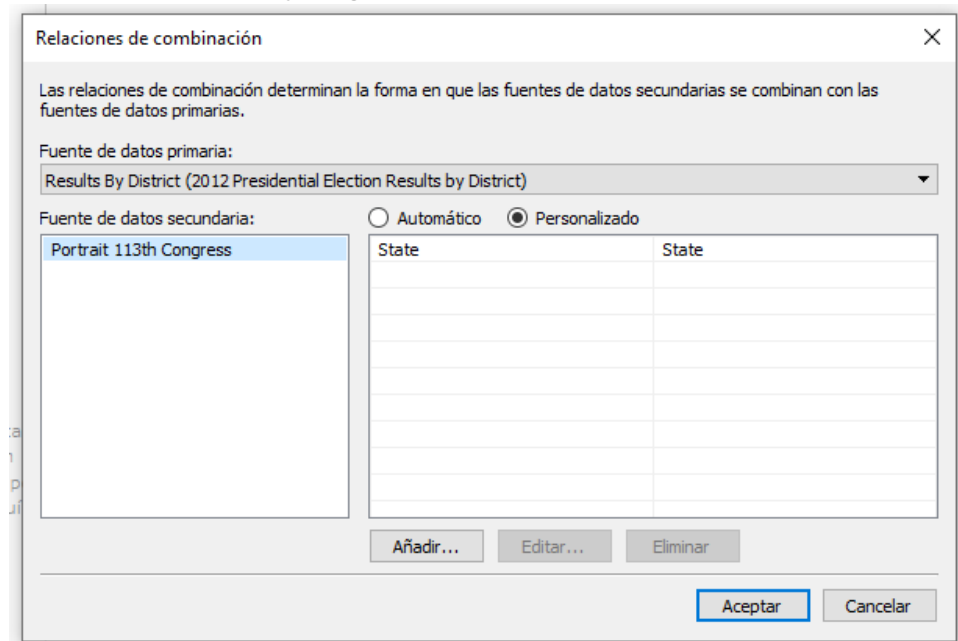 Relaciones de combinación
Las relaciones de combinación determinan la forma en que las fuentes de datos secundarias se combinan con las
fuentes de datos primarias.
Fuente de datos primaria:
Results By District (2012 Presidential Election Results by District)
Fuente de datos secundaria:
Automático Personalizado
Portrait 113th Congress
State State
Añadir... Editar... Eliminar
Aceptar Cancelar